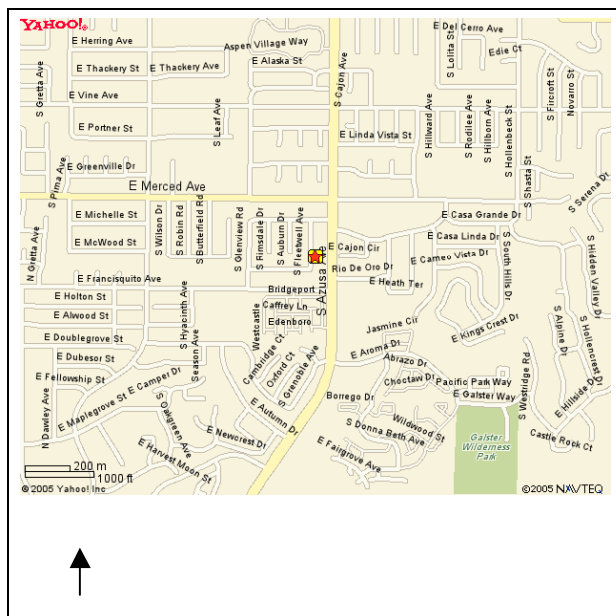 YAHOO!
E Herring Ave
Aspen Village Way
E Del Cerro Ave
S Lolita St
Edie Ct
E Thackery St
E Thackery Ave
E Alaska St
S Cajon Ave
S Gretta Ave
E Vine Ave
S Fircroft St
Novarro St
E Portner St
S Leaf Ave
E Linda Vista St
S Hillward Ave
S Rodilee Ave
S Hillborn Ave
S Hollenbeck St
E Greenville Dr
S Pima Ave
E Merced Ave
S Shasta St
S Serena Dr
E Michelle St
S Wilson Dr
S Robin Rd
S Butterfield Rd
S Glenview Rd
S Rimsdale Dr
S Auburn Dr
S Fleetwell Ave
E Casa Grande Dr
E McWood St
N Gretta Ave
E Cajon Cir
E Casa Linda Dr
E Cameo Vista Dr
S South Hills Dr
S Hidden Valley Dr
E Francisquito Ave
S Azusa Ave
Rio De Oro Dr
E Heath Ter
Bridgeport
E Holton St
Caffrey Ln
E Alwood St
S Hyacinth Ave
Westcastle
Edenboro
Jasmine Cir
E Kings Crest Dr
S Alpine Dr
S Hollencrest Dr
E Doublegrove St
Season Ave
Cambridge Ct
Oxford Ct
S Grenoble Ave
E Aroma Dr
Abrazo Dr
E Dubesor St
E Fellowship St
E Camper Dr
Choctaw Dr
Pacific Park Way
S Westridge Rd
E Hillside Dr
E Maplegrove St
N Dawley Ave
S Oakgreen Ave
E Autumn Dr
Borrego Dr
E Galster Way
Wildwood St
S Donna Beth Ave
E Newcrest Dr
E Fairgrove Ave
Galster
Wilderness
Park
Castle Rock Ct
E Harvest Moon St
200 m
1000 ft
©2005 Yahoo! Inc
©2005 NAVTEQ